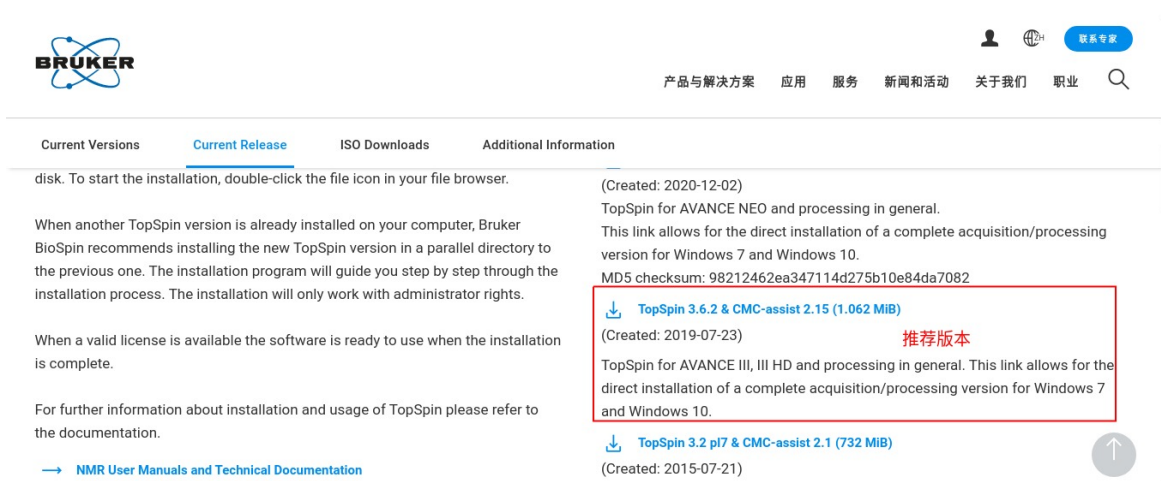 BRUKER
ZH
联系专家
产品与解决方案 应用 服务 新闻和活动 关于我们 职业
Current Versions Current Release ISO Downloads Additional Information
disk. To start the installation, double-click the file icon in your file browser.
When another TopSpin version is already installed on your computer, Bruker
BioSpin recommends installing the new TopSpin version in a parallel directory to
the previous one. The installation program will guide you step by step through the
installation process. The installation will only work with administrator rights.
When a valid license is available the software is ready to use when the installation
is complete.
For further information about installation and usage of TopSpin please refer to
the documentation.
NMR User Manuals and Technical Documentation
(Created: 2020-12-02)
TopSpin for AVANCE NEO and processing in general.
This link allows for the direct installation of a complete acquisition/processing
version for Windows 7 and Windows 10.
MD5 checksum: 98212462ea347114d275b10e84da7082
TopSpin 3.6.2 & CMC-assist 2.15 (1.062 MiB)
(Created: 2019-07-23)
推荐版本
TopSpin for AVANCE III, III HD and processing in general. This link allows for the
direct installation of a complete acquisition/processing version for Windows 7
and Windows 10.
TopSpin 3.2 pl7 & CMC-assist 2.1 (732 MiB)
(Created: 2015-07-21)